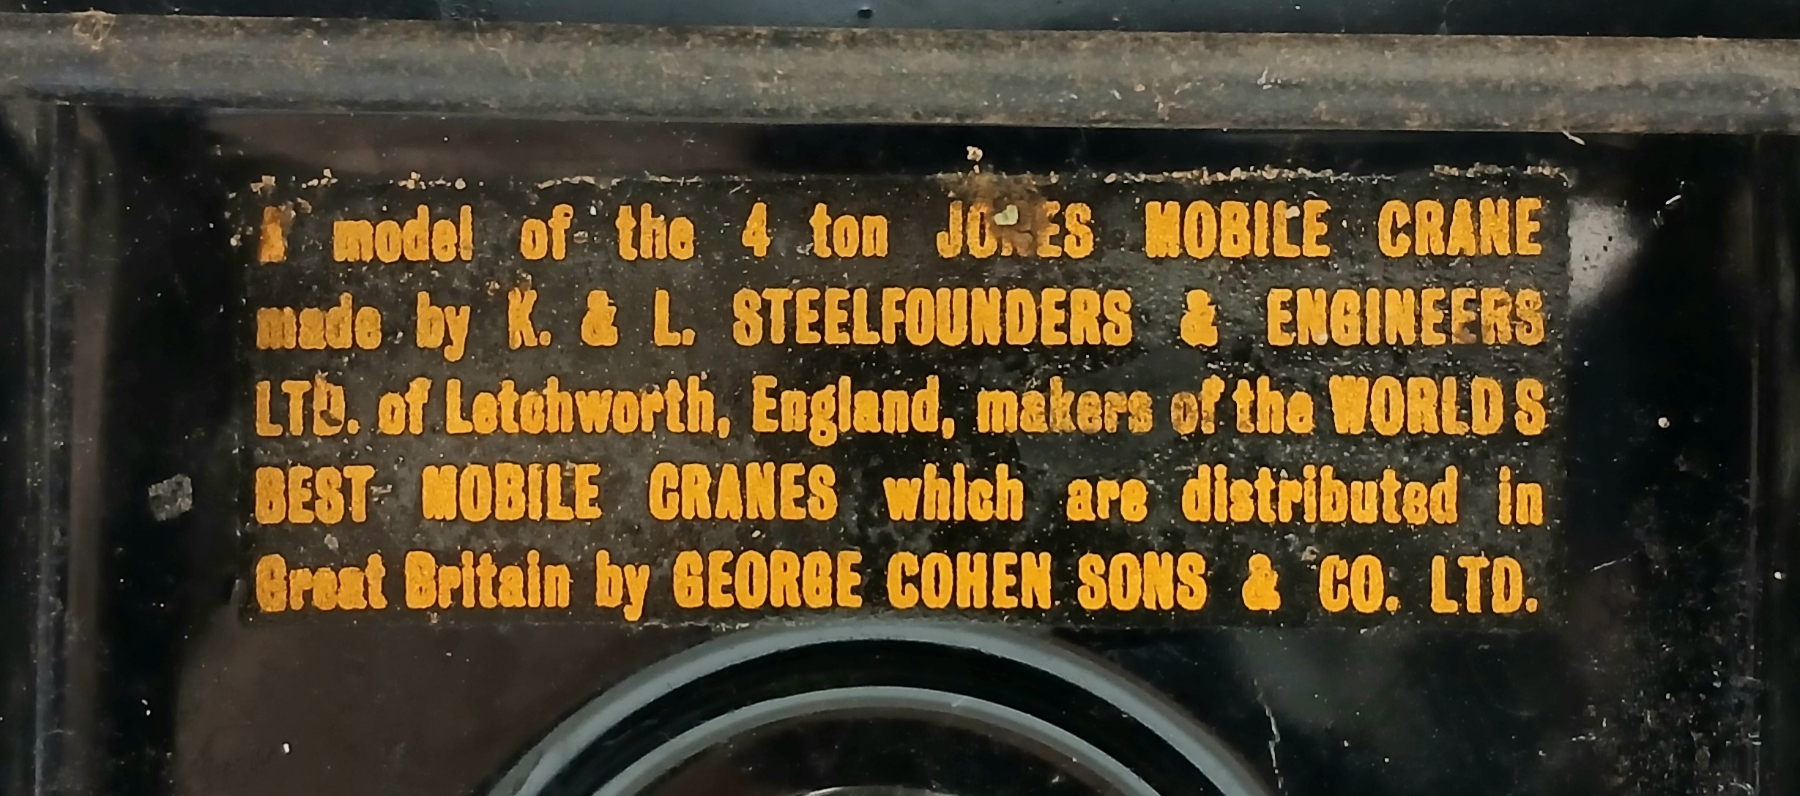 A model of the 4 ton JONES MOBILE CRANE
made by K. & L. STEELFOUNDERS & ENGINEERS
LTD. of Letchworth, England, makers of the WORLD S
BEST MOBILE CRANES which are distributed in
Great Britain by GEORGE COHEN SONS & CO. LTD.